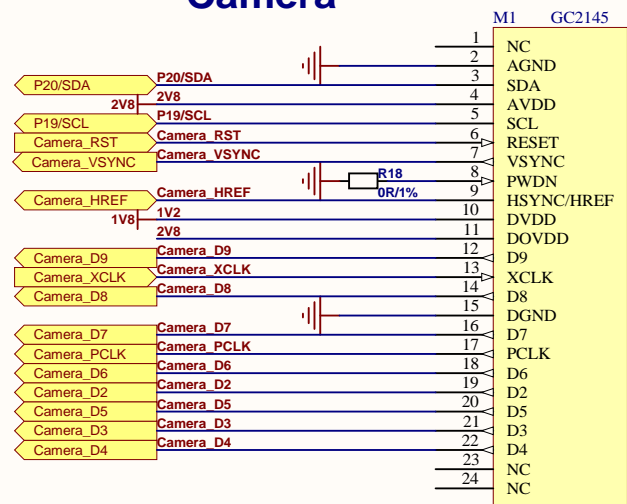 Camera
M1 GC2145
1 NC
2 AGND
P20/SDA P20/SDA 3 SDA
2V8 2V8 4 AVDD
P19/SCL P19/SCL 5 SCL
Camera_RST Camera_RST 6 RESET
Camera_VSYNC Camera_VSYNC 7 VSYNC
R18 8 PWDN
0R/1%
Camera_HREF Camera_HREF 9 HSYNC/HREF
1V8 1V2 10 DVDD
2V8 11 DOVDD
Camera_D9 Camera_D9 12 D9
Camera_XCLK Camera_XCLK 13 XCLK
Camera_D8 Camera_D8 14 D8
15 DGND
Camera_D7 Camera_D7 16 D7
Camera_PCLK Camera_PCLK 17 PCLK
Camera_D6 Camera_D6 18 D6
Camera_D2 Camera_D2 19 D2
Camera_D5 Camera_D5 20 D5
Camera_D3 Camera_D3 21 D3
Camera_D4 Camera_D4 22 D4
23 NC
24 NC